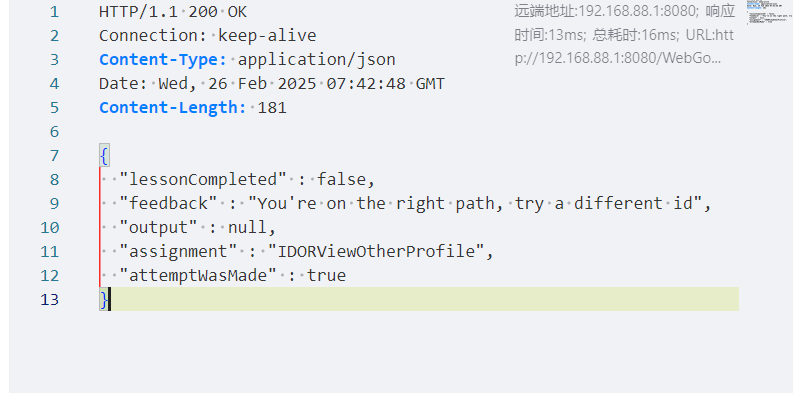 1 HTTP/1.1 200 OK
远端地址:192.168.88.1:8080; 响应
时间:13ms; 总耗时:16ms; URL:htt
p://192.168.88.1:8080/WebGo...
2 Connection: keep-alive
3 Content-Type: application/json
4 Date: Wed, 26 Feb 2025 07:42:48 GMT
5 Content-Length: 181
6
7 {
8 "lessonCompleted" : false,
9 "feedback" : "You're on the right path, try a different id",
10 "output" : null,
11 "assignment" : "IDORViewOtherProfile",
12 "attemptWasMade" : true
13 }